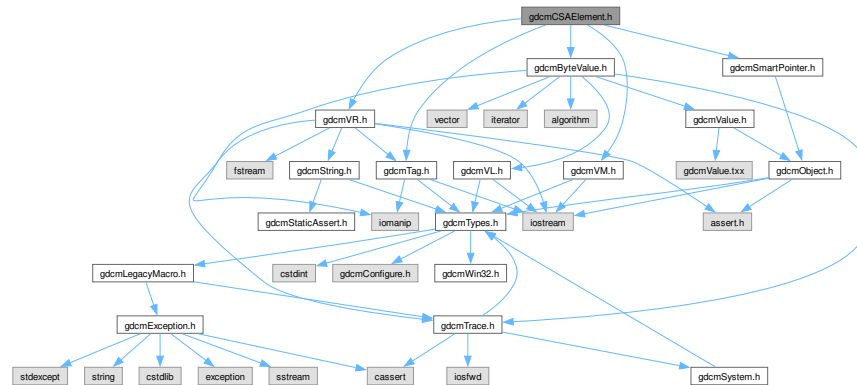 gdcmCSAElement.h
gdcmByteValue.h
gdcmSmartPointer.h
gdcmVR.h
vector
iterator
algorithm
gdcmValue.h
fstream
gdcmString.h
gdcmTag.h
gdcmVL.h
gdcmVM.h
gdcmValue.txx
gdcmObject.h
gdcmStaticAssert.h
iomanip
gdcmTypes.h
iostream
assert.h
gdcmLegacyMacro.h
cstdint
gdcmConfigure.h
gdcmWin32.h
gdcmException.h
gdcmTrace.h
stdexcept
string
cstdlib
exception
sstream
cassert
iosfwd
gdcmSystem.h